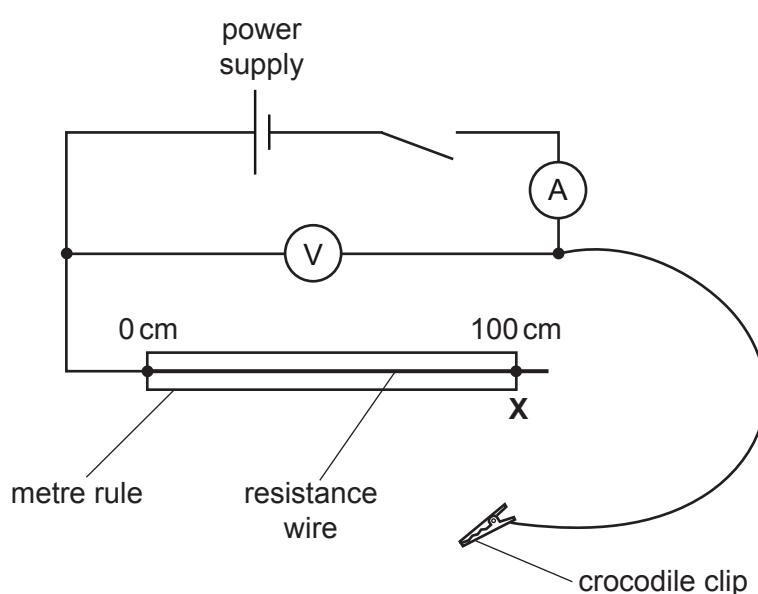 power
supply
A
V
0 cm
100 cm
X
metre rule
resistance
wire
crocodile clip